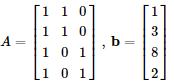 A = [ 1 1 0 ; 1 1 0 ; 1 0 1 ; 1 0 1 ] , b = [ 1 ; 3 ; 8 ; 2 ]